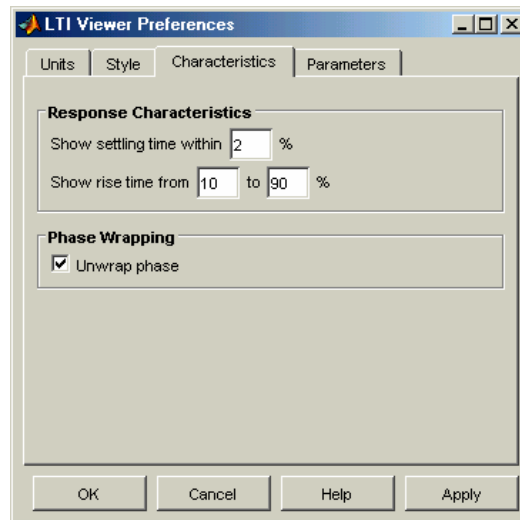 LTI Viewer Preferences
Units Style Characteristics Parameters
Response Characteristics
Show settling time within 2 %
Show rise time from 10 to 90 %
Phase Wrapping
Unwrap phase
OK Cancel Help Apply